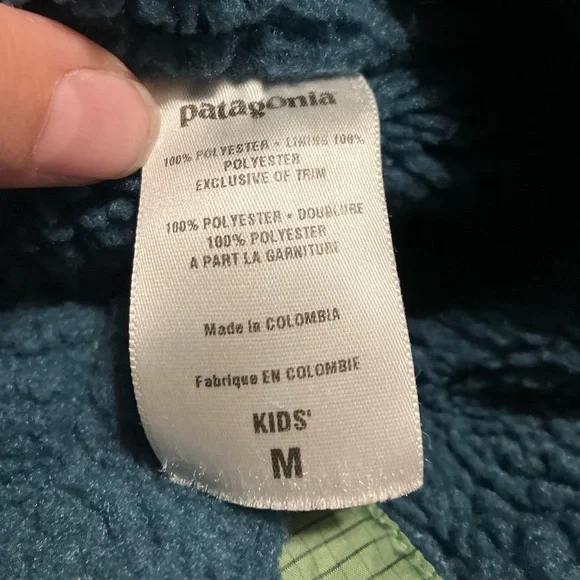 patagonia
100% POLYESTER • LINING 100%
POLYESTER
EXCLUSIVE OF TRIM
100% POLYESTER • DOUBLURE
100% POLYESTER
A PART LA GARNITURE
Made in COLOMBIA
Fabrique EN COLOMBIE
KIDS'
M